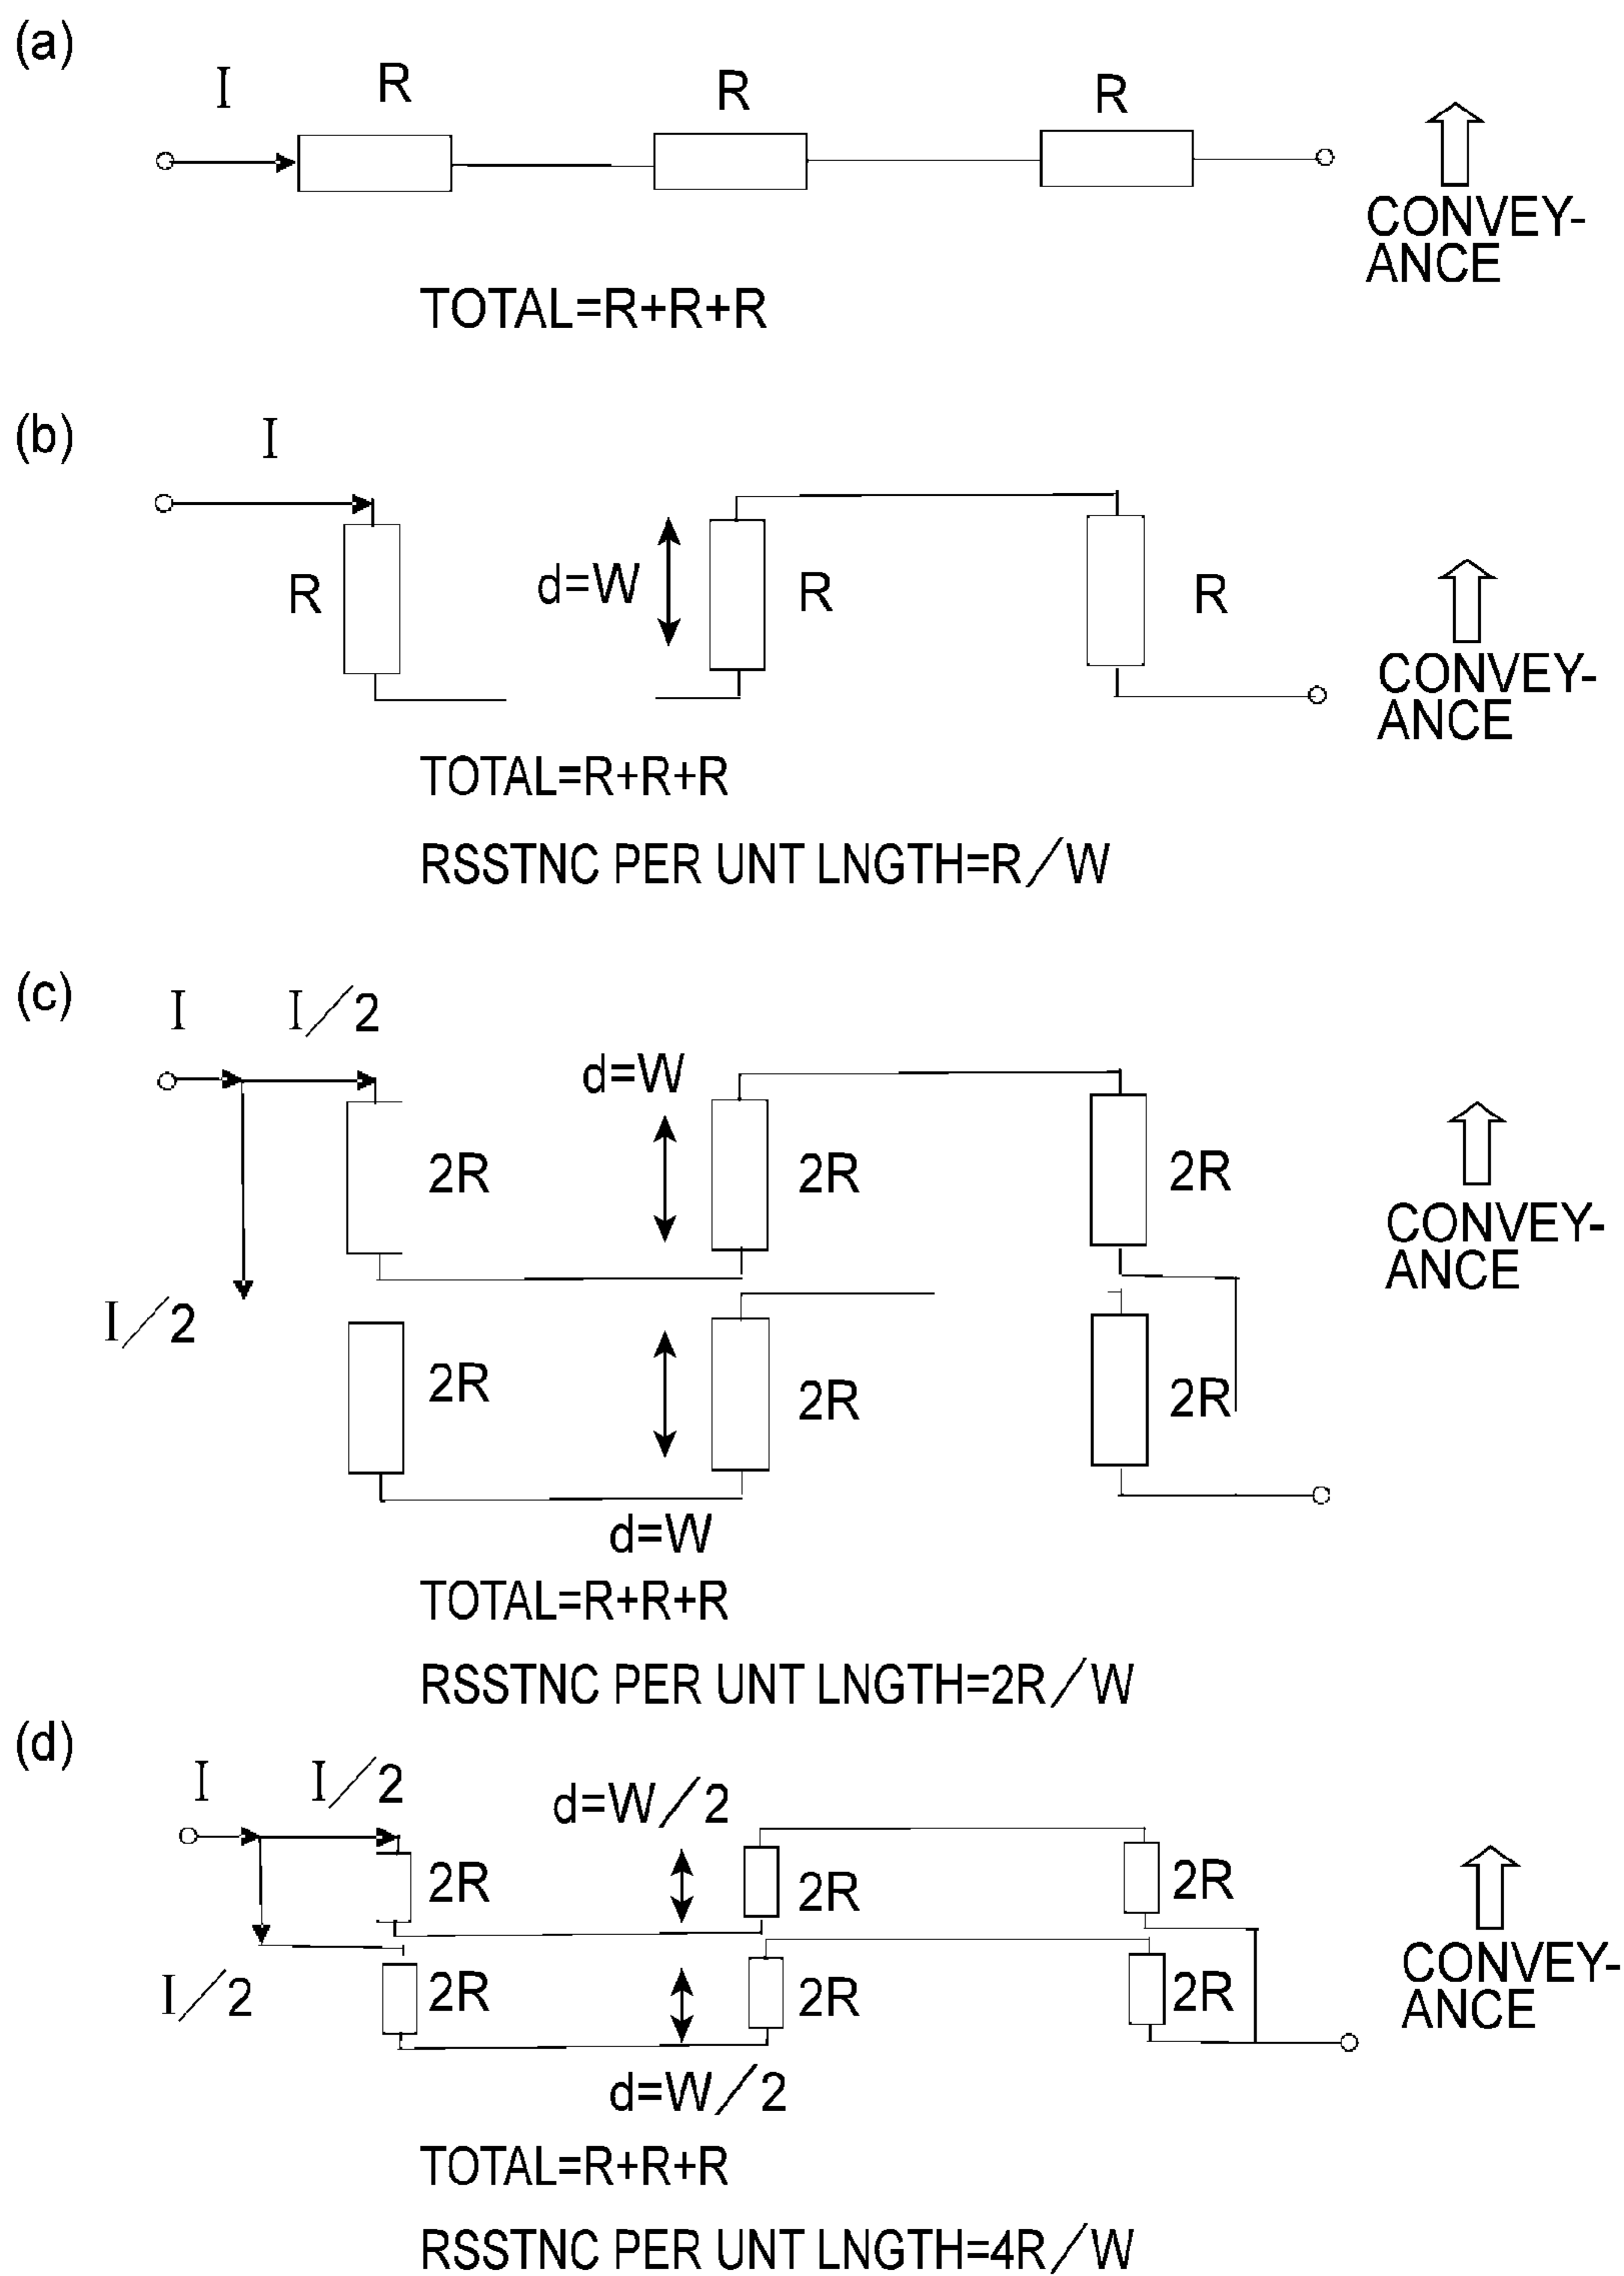 (a)
I
R
R
R
CONVEY-
ANCE
TOTAL=R+R+R
(b)
I
R
d=W
R
R
CONVEY-
ANCE
TOTAL=R+R+R
RSSTNC PER UNT LNGTH=R/W
(c)
I
I/2
d=W
2R
2R
2R
CONVEY-
ANCE
I/2
2R
2R
2R
d=W
TOTAL=R+R+R
RSSTNC PER UNT LNGTH=2R/W
(d)
I
I/2
d=W/2
2R
2R
2R
CONVEY-
ANCE
I/2
2R
2R
2R
d=W/2
TOTAL=R+R+R
RSSTNC PER UNT LNGTH=4R/W